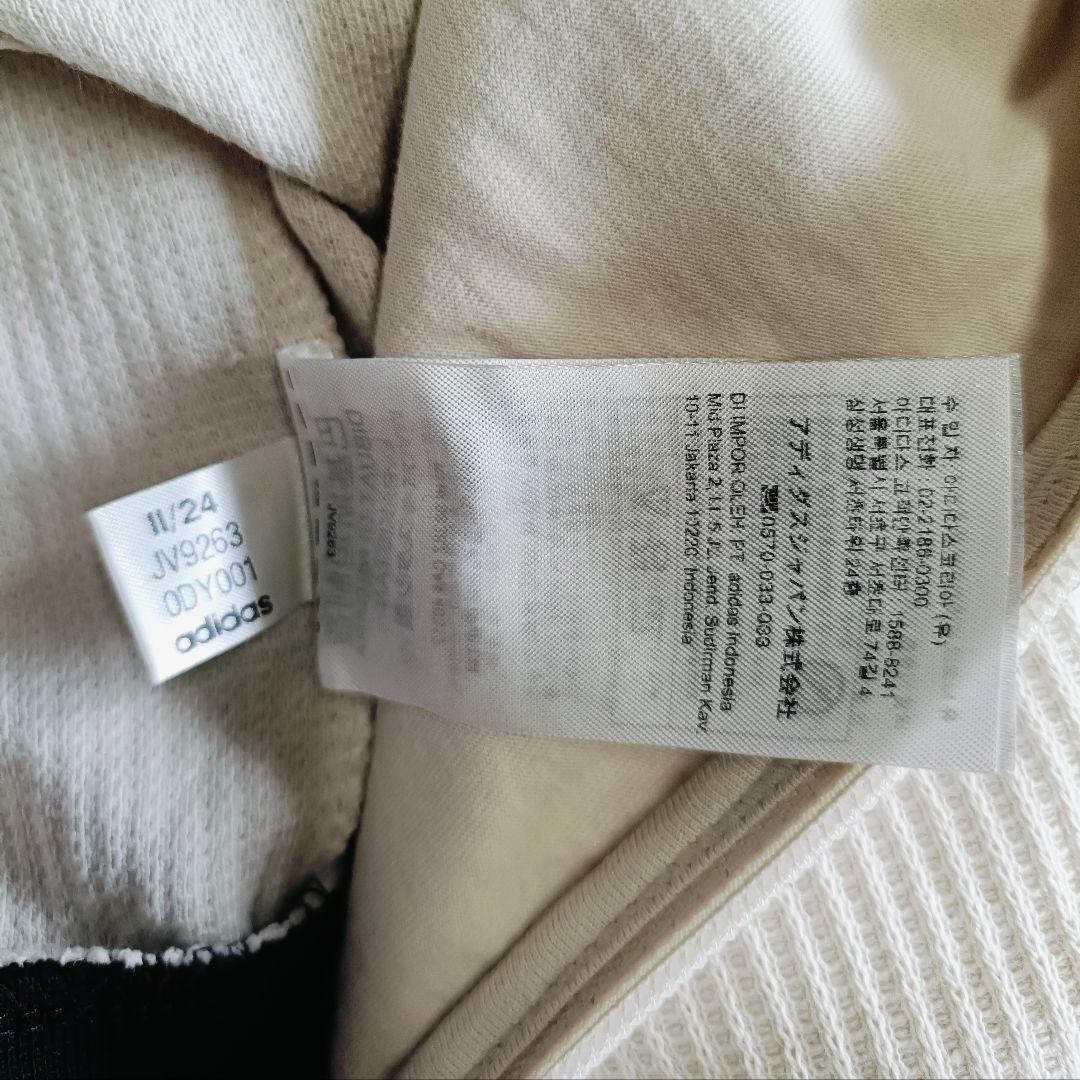 11/24
JV9263
0DY001
adidas
JV9263
수입자 아디다스코리아(유)
대표전화: 02-2186-0300
아디다스 고객만족센터 1588-8241
서울특별시 서초구 서초대로 74길 4
삼성생명 서초타워 24층
アディダスジャパン株式会社
0570-033-033
DI IMPOR OLEH PT adidas Indonesia
Mid Plaza 2 Lt.5 JL. Jend Sudirman Kav.
10-11 Jakarta 10220 Indonesia